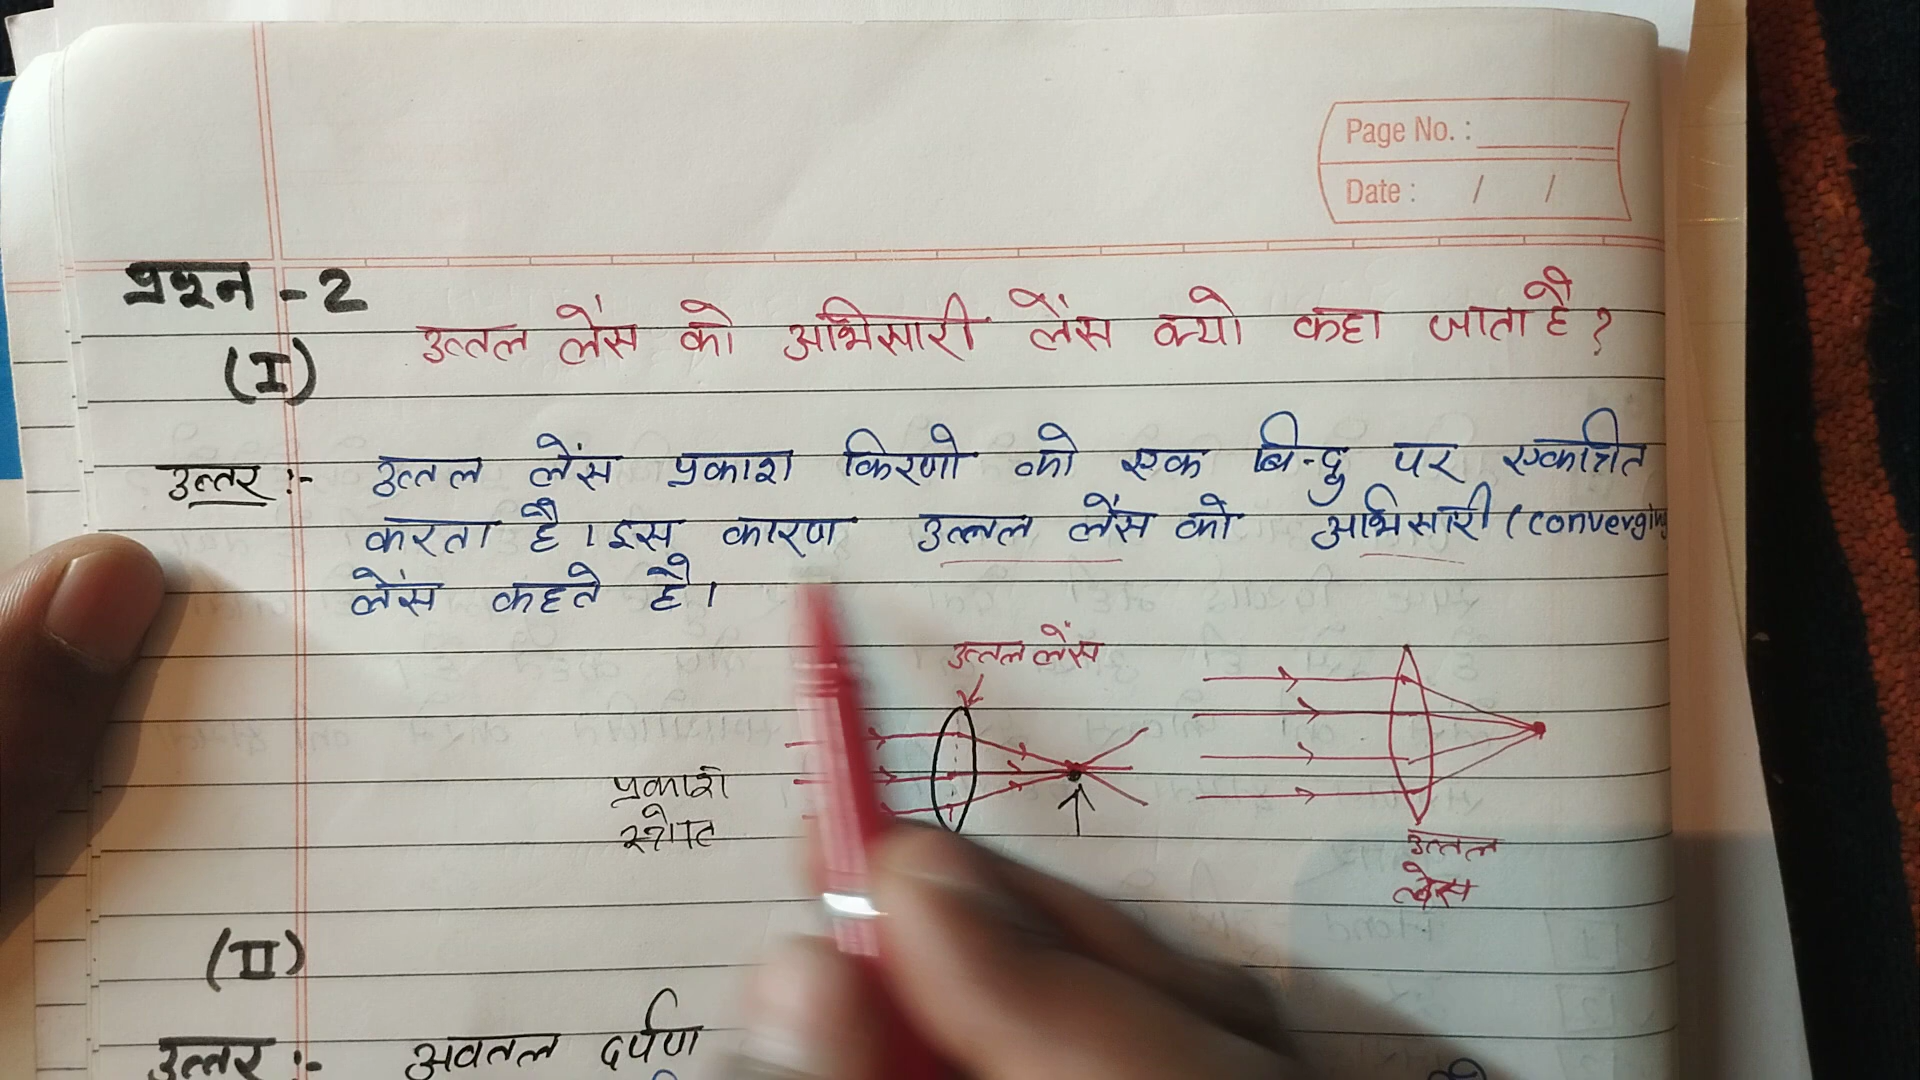 Page No. :
Date : / /
प्रश्न - 2
(I) उत्तल लेंस को अभिसारी लेंस क्यो कहा जाता है ?
उत्तर :- उत्तल लेंस प्रकाश किरणो को एक बिन्दु पर एकत्रित
करता है । इस कारण उत्तल लेंस को अभिसारी (converging
लेंस कहते है ।
उत्तल लेंस
प्रकाश
स्त्रोत
उत्तल
लेंस
(II)
उत्तर :- अवतल दर्पण